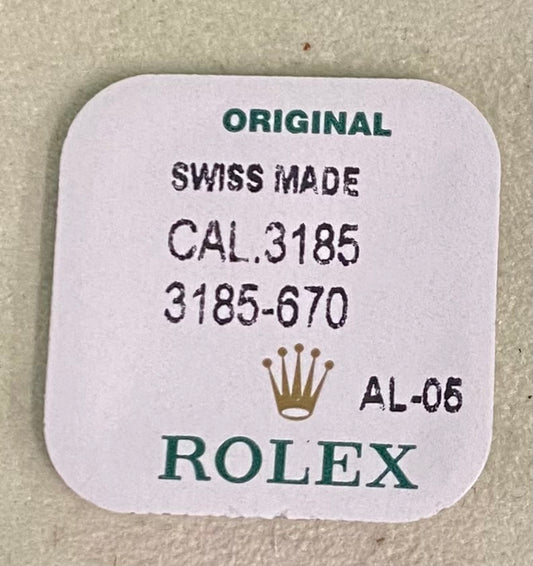 ORIGINAL
SWISS MADE
CAL.3185
3185-670
AL-05
ROLEX